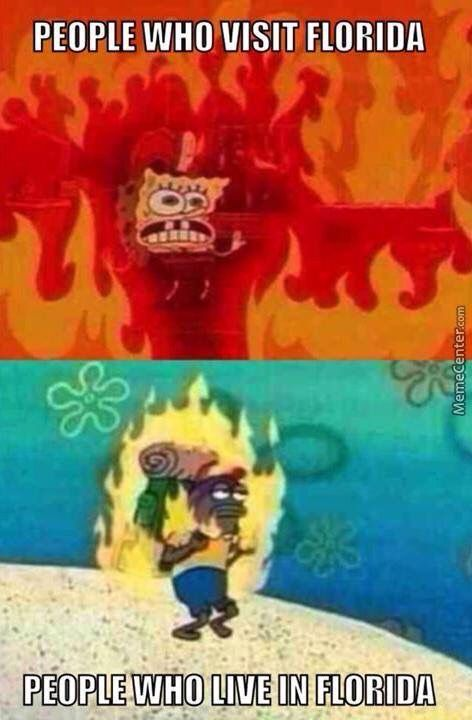 PEOPLE WHO VISIT FLORIDA
MemeCenter.com
PEOPLE WHO LIVE IN FLORIDA